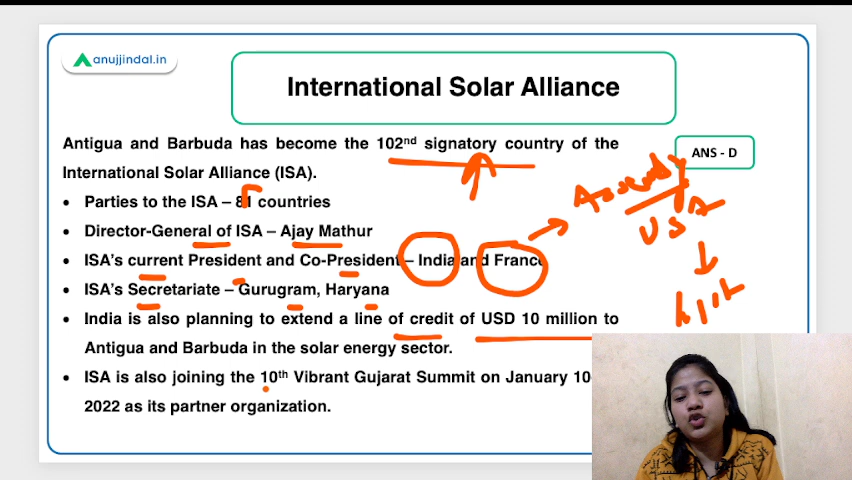 anujjindal.in
International Solar Alliance
Antigua and Barbuda has become the 102nd signatory country of the
International Solar Alliance (ISA).
ANS - D
• Parties to the ISA – 81 countries
• Director-General of ISA – Ajay Mathur
• ISA's current President and Co-President – India and France
• ISA's Secretariate – Gurugram, Haryana
• India is also planning to extend a line of credit of USD 10 million to
Antigua and Barbuda in the solar energy sector.
• ISA is also joining the 10th Vibrant Gujarat Summit on January 10
2022 as its partner organization.
Assembly
USA